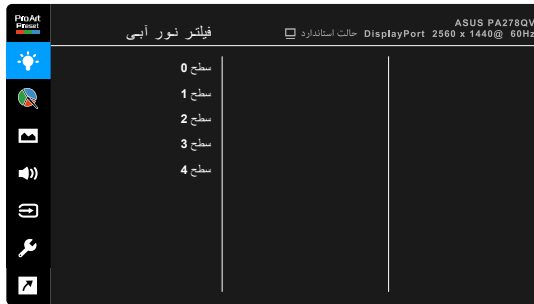 ProArt
Preset
فیلتر نور آبی
ASUS PA278QV
حالت استاندارد DisplayPort 2560 x 1440@ 60Hz
سطح 0
سطح 1
سطح 2
سطح 3
سطح 4